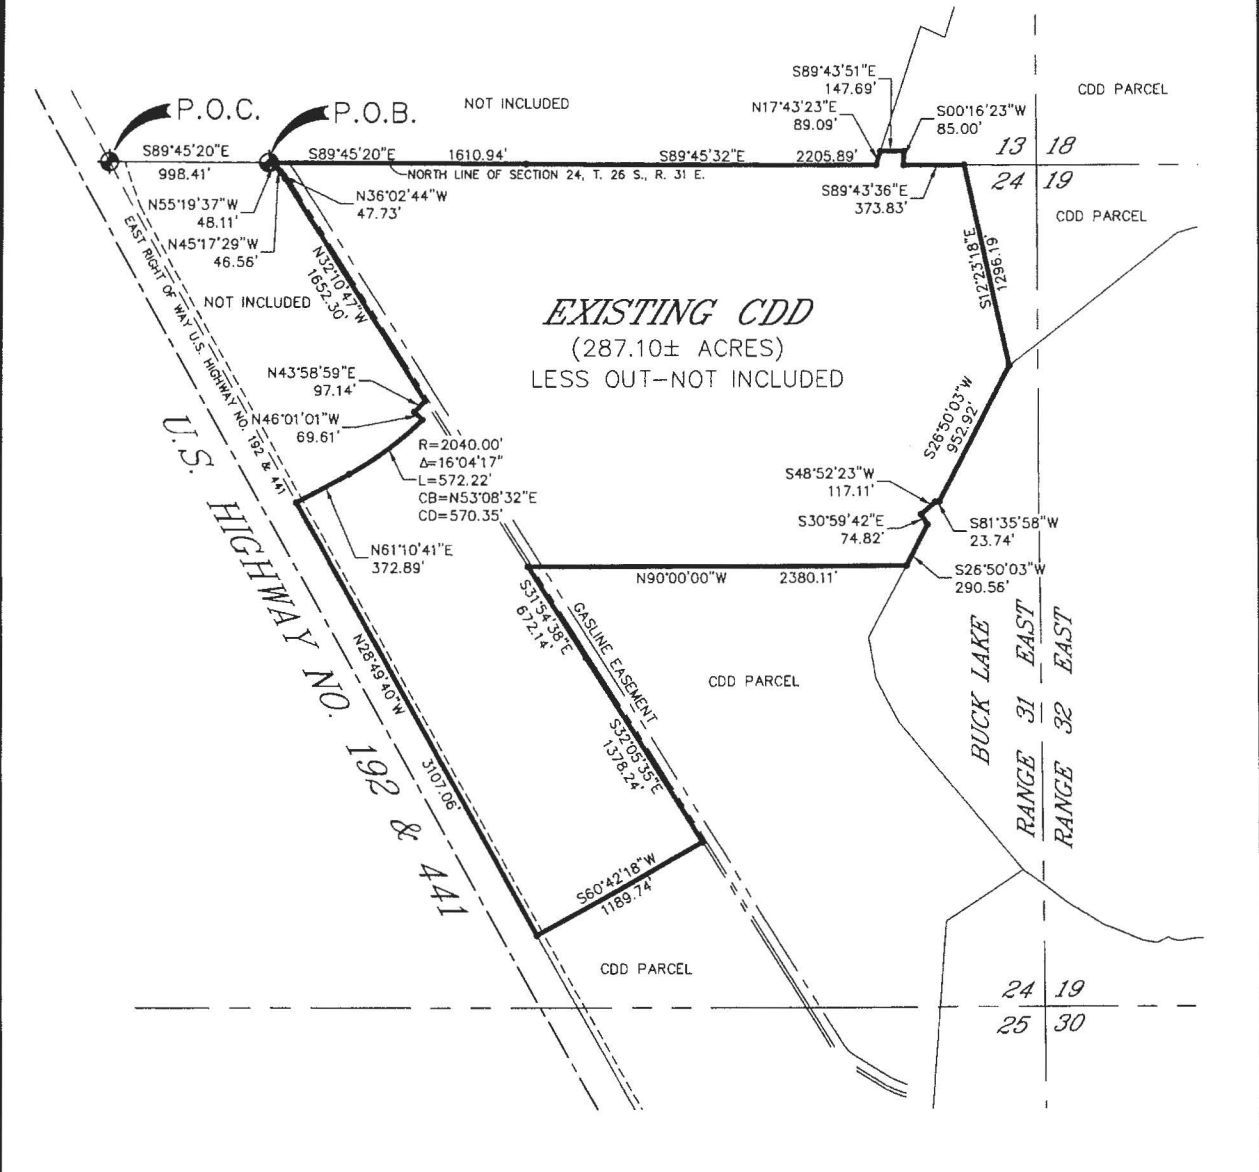 S89°43'51"E
147.69'
NOT INCLUDED
CDD PARCEL
P.O.C.
P.O.B.
N17°43'23"E
89.09'
S00°16'23"W
85.00'
S89°45'20"E
998.41'
S89°45'20"E 1610.94'
S89°45'32"E 2205.89'
13 18
24 19
NORTH LINE OF SECTION 24, T. 26 S., R. 31 E.
N55°19'37"W
48.11'
N36°02'44"W
47.73'
S89°43'36"E
373.83'
CDD PARCEL
N45°17'29"W
46.56'
EAST RIGHT OF WAY U.S. HIGHWAY NO. 192 & 441
NOT INCLUDED
N32°10'47"W
1652.30'
S12°23'18"E
1296.19'
EXISTING CDD
(287.10± ACRES)
LESS OUT-NOT INCLUDED
N43°58'59"E
97.14'
N46°01'01"W
69.61'
R=2040.00'
Δ=16°04'17"
L=572.22'
CB=N53°08'32"E
CD=570.35'
S26°50'03"W
952.92'
S48°52'23"W
117.11'
S30°59'42"E
74.82'
S81°35'58"W
23.74'
N61°10'41"E
372.89'
N90°00'00"W 2380.11'
S26°50'03"W
290.56'
U.S. HIGHWAY NO. 192 & 441
S31°54'38"E
672.14'
GASLINE EASEMENT
BUCK LAKE
RANGE 31 EAST
RANGE 32 EAST
N28°49'40"W
3107.06'
CDD PARCEL
S32°05'35"E
1378.24'
S60°42'18"W
1189.74'
CDD PARCEL
24 19
25 30